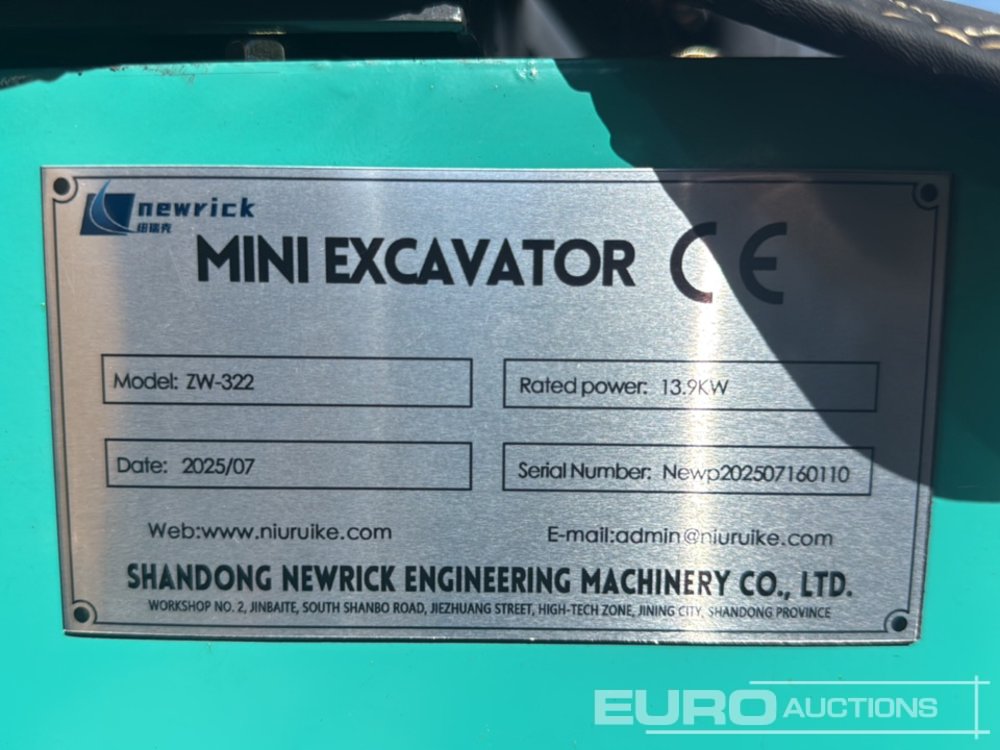 newrick
纽瑞克
MINI EXCAVATOR CE
Model: ZW-322
Rated power: 13.9KW
Date: 2025/07
Serial Number: Newp202507160110
Web:www.niuruike.com
E-mail:admin@niuruike.com
SHANDONG NEWRICK ENGINEERING MACHINERY CO., LTD.
WORKSHOP NO. 2, JINBAITE, SOUTH SHANBO ROAD, JIEZHUANG STREET, HIGH-TECH ZONE, JINING CITY, SHANDONG PROVINCE
EURO AUCTIONS